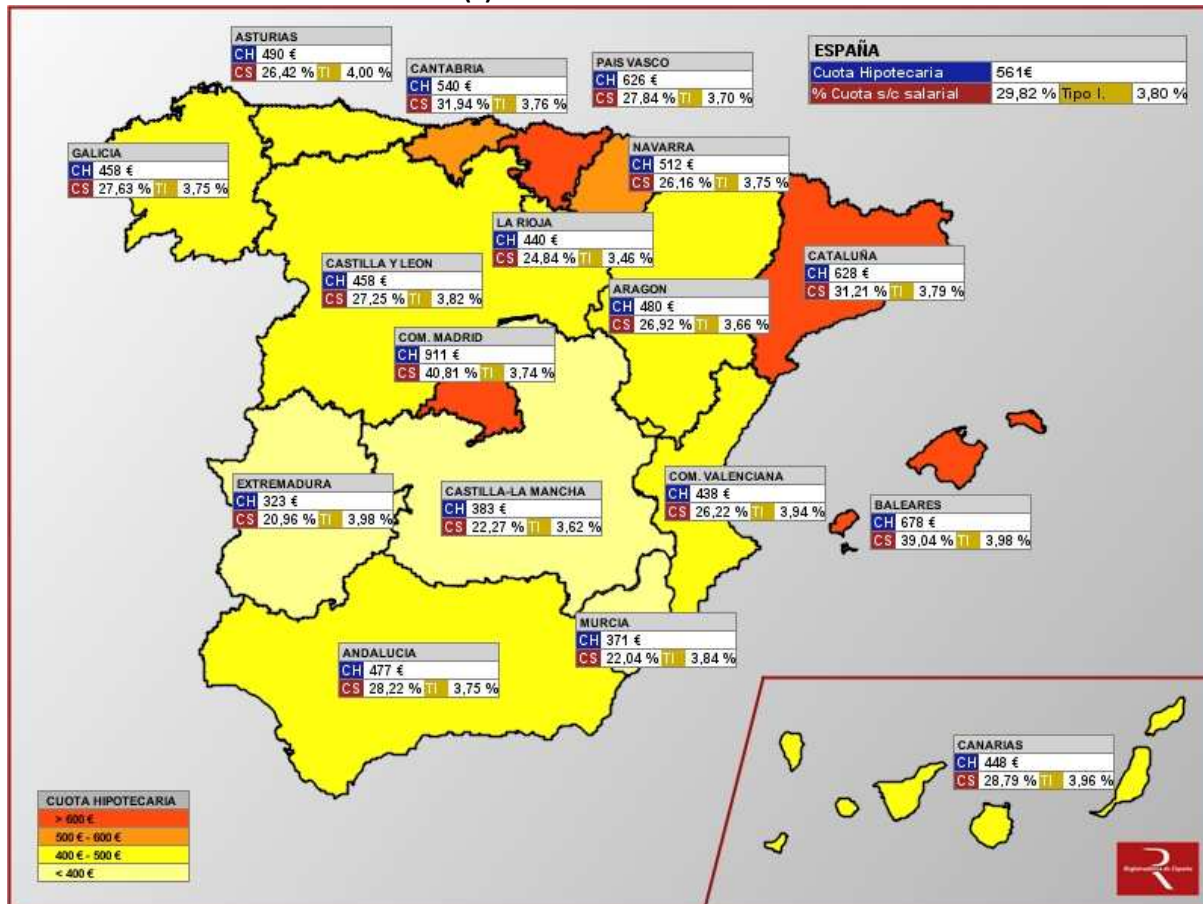 ASTURIAS
CH 490 €
CS 26,42 % TI 4,00 %
CANTABRIA
CH 540 €
CS 31,94 % TI 3,76 %
PAIS VASCO
CH 626 €
CS 27,84 % TI 3,70 %
ESPAÑA
Cuota Hipotecaria 561€
% Cuota s/c salarial 29,82 % Tipo I. 3,80 %
GALICIA
CH 458 €
CS 27,63 % TI 3,75 %
NAVARRA
CH 512 €
CS 26,16 % TI 3,75 %
LA RIOJA
CH 440 €
CS 24,84 % TI 3,46 %
CASTILLA Y LEON
CH 458 €
CS 27,25 % TI 3,82 %
CATALUÑA
CH 628 €
CS 31,21 % TI 3,79 %
ARAGON
CH 480 €
CS 26,92 % TI 3,66 %
COM. MADRID
CH 911 €
CS 40,81 % TI 3,74 %
EXTREMADURA
CH 323 €
CS 20,96 % TI 3,98 %
CASTILLA-LA MANCHA
CH 383 €
CS 22,27 % TI 3,62 %
COM. VALENCIANA
CH 438 €
CS 26,22 % TI 3,94 %
BALEARES
CH 678 €
CS 39,04 % TI 3,98 %
MURCIA
CH 371 €
CS 22,04 % TI 3,84 %
ANDALUCIA
CH 477 €
CS 28,22 % TI 3,75 %
CANARIAS
CH 448 €
CS 28,79 % TI 3,96 %
CUOTA HIPOTECARIA
> 600 €
500 € - 600 €
400 € - 500 €
< 400 €
R
Registradores de España